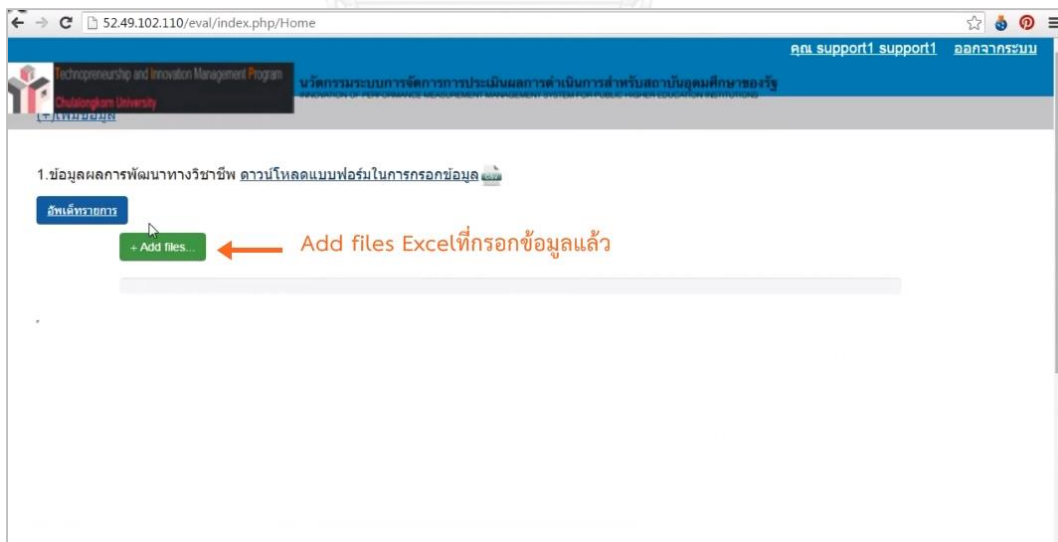 52.49.102.110/eval/index.php/Home
คุณ support1 support1 ออกจากระบบ
Technopreneurship and Innovation Management Program
Chulalongkorn University
นวัตกรรมระบบการจัดการการประเมินผลการดำเนินการสำหรับสถาบันอุดมศึกษาของรัฐ
INNOVATION OF PERFORMANCE MEASUREMENT MANAGEMENT SYSTEM FOR PUBLIC HIGHER EDUCATION INSTITUTIONS
[+]เพิ่มข้อมูล
1.ข้อมูลผลการพัฒนาทางวิชาชีพ ดาวน์โหลดแบบฟอร์มในการกรอกข้อมูล
อัพเด็ทรายการ
+ Add files...
Add files Excelที่กรอกข้อมูลแล้ว